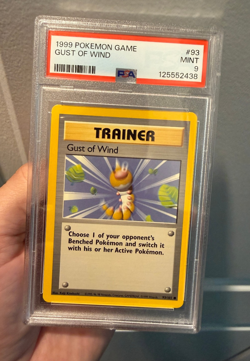 1999 POKEMON GAME #93
GUST OF WIND MINT
9
PSA 125552438
TRAINER
Gust of Wind
Choose 1 of your opponent's
Benched Pokémon and switch it
with his or her Active Pokémon.